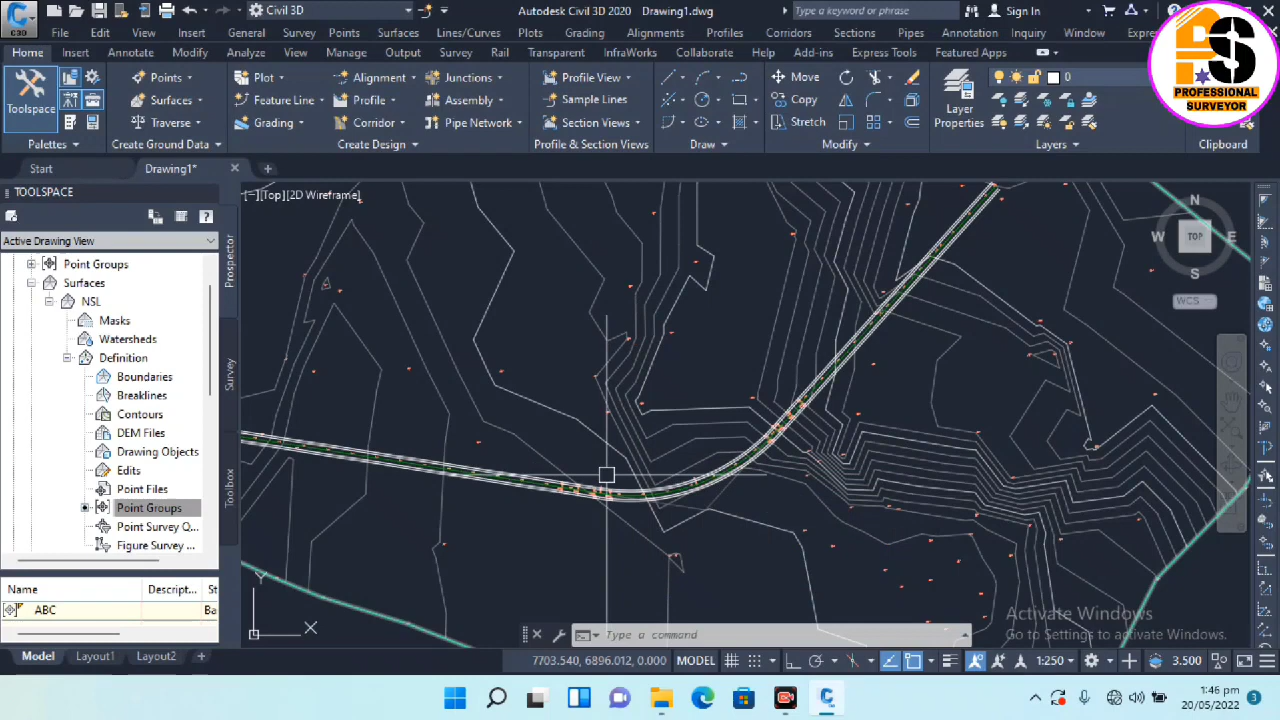 Civil 3D
Autodesk Civil 3D 2020 Drawing1.dwg
Type a keyword or phrase
Sign In
C3D
File Edit View Insert General Survey Points Surfaces Lines/Curves Plots Grading Alignments Profiles Corridors Sections Pipes Annotation Inquiry Window
Home Insert Annotate Modify Analyze View Manage Output Survey Rail InfraWorks Collaborate Help Add-ins Express Tools Featured Apps
Points Plot Alignment Junctions Profile View Move Copy Stretch
Toolspace
Surfaces Feature Line Profile Assembly Sample Lines
Traverse Grading Corridor Pipe Network Section Views
Layer
Properties
0
Palettes Create Ground Data Create Design Profile & Section Views Draw Modify Layers Clipboard
PS
PROFESSIONAL
SURVEYOR
Start Drawing1*
TOOLSPACE
[−][Top][2D Wireframe]
Active Drawing View
Point Groups
Surfaces
NSL
Masks
Watersheds
Definition
Boundaries
Breaklines
Contours
DEM Files
Drawing Objects
Edits
Point Files
Point Groups
Point Survey Q...
Figure Survey ...
Prospector
Survey
Toolbox
Name Descript... St
ABC Ba
N
W TOP E
S
WCS
Y
X
Activate Windows
Go to Settings to activate Windows.
Type a command
Model Layout1 Layout2
7703.540, 6896.012, 0.000 MODEL 1:250 3.500
1:46 pm
20/05/2022
3